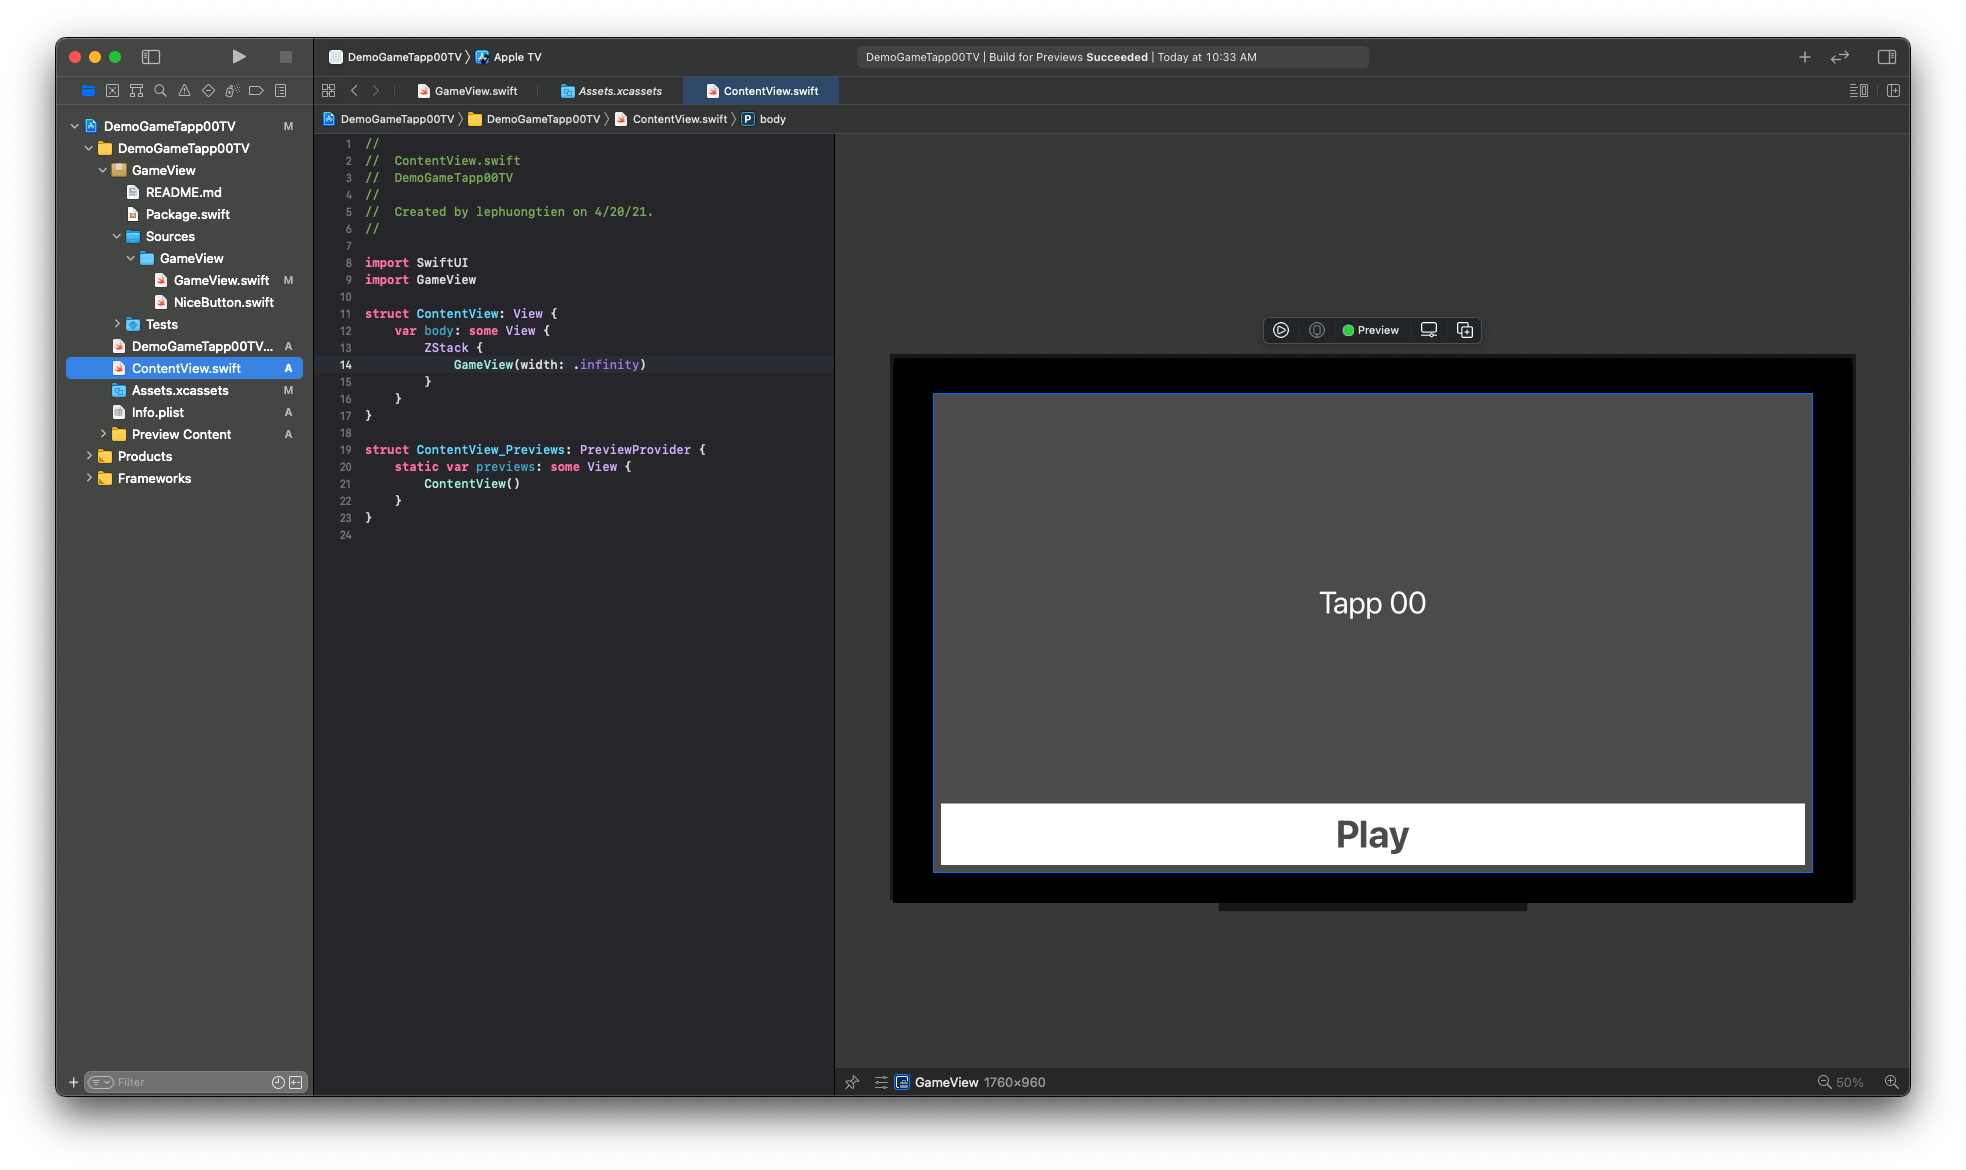 DemoGameTapp00TV 〉 Apple TV
DemoGameTapp00TV | Build for Previews Succeeded | Today at 10:33 AM
GameView.swift
Assets.xcassets
ContentView.swift
DemoGameTapp00TV 〉 DemoGameTapp00TV 〉 ContentView.swift 〉 P body
DemoGameTapp00TV M
DemoGameTapp00TV
GameView
README.md
Package.swift
Sources
GameView
GameView.swift M
NiceButton.swift
Tests
DemoGameTapp00TV... A
ContentView.swift A
Assets.xcassets M
Info.plist A
Preview Content A
Products
Frameworks
Filter
1 //
2 //  ContentView.swift
3 //  DemoGameTapp00TV
4 //
5 //  Created by lephuongtien on 4/20/21.
6 //
7
8 import SwiftUI
9 import GameView
10
11 struct ContentView: View {
12     var body: some View {
13         ZStack {
14             GameView(width: .infinity)
15         }
16     }
17 }
18
19 struct ContentView_Previews: PreviewProvider {
20     static var previews: some View {
21         ContentView()
22     }
23 }
24
Preview
Tapp 00
Play
GameView 1760×960
50%